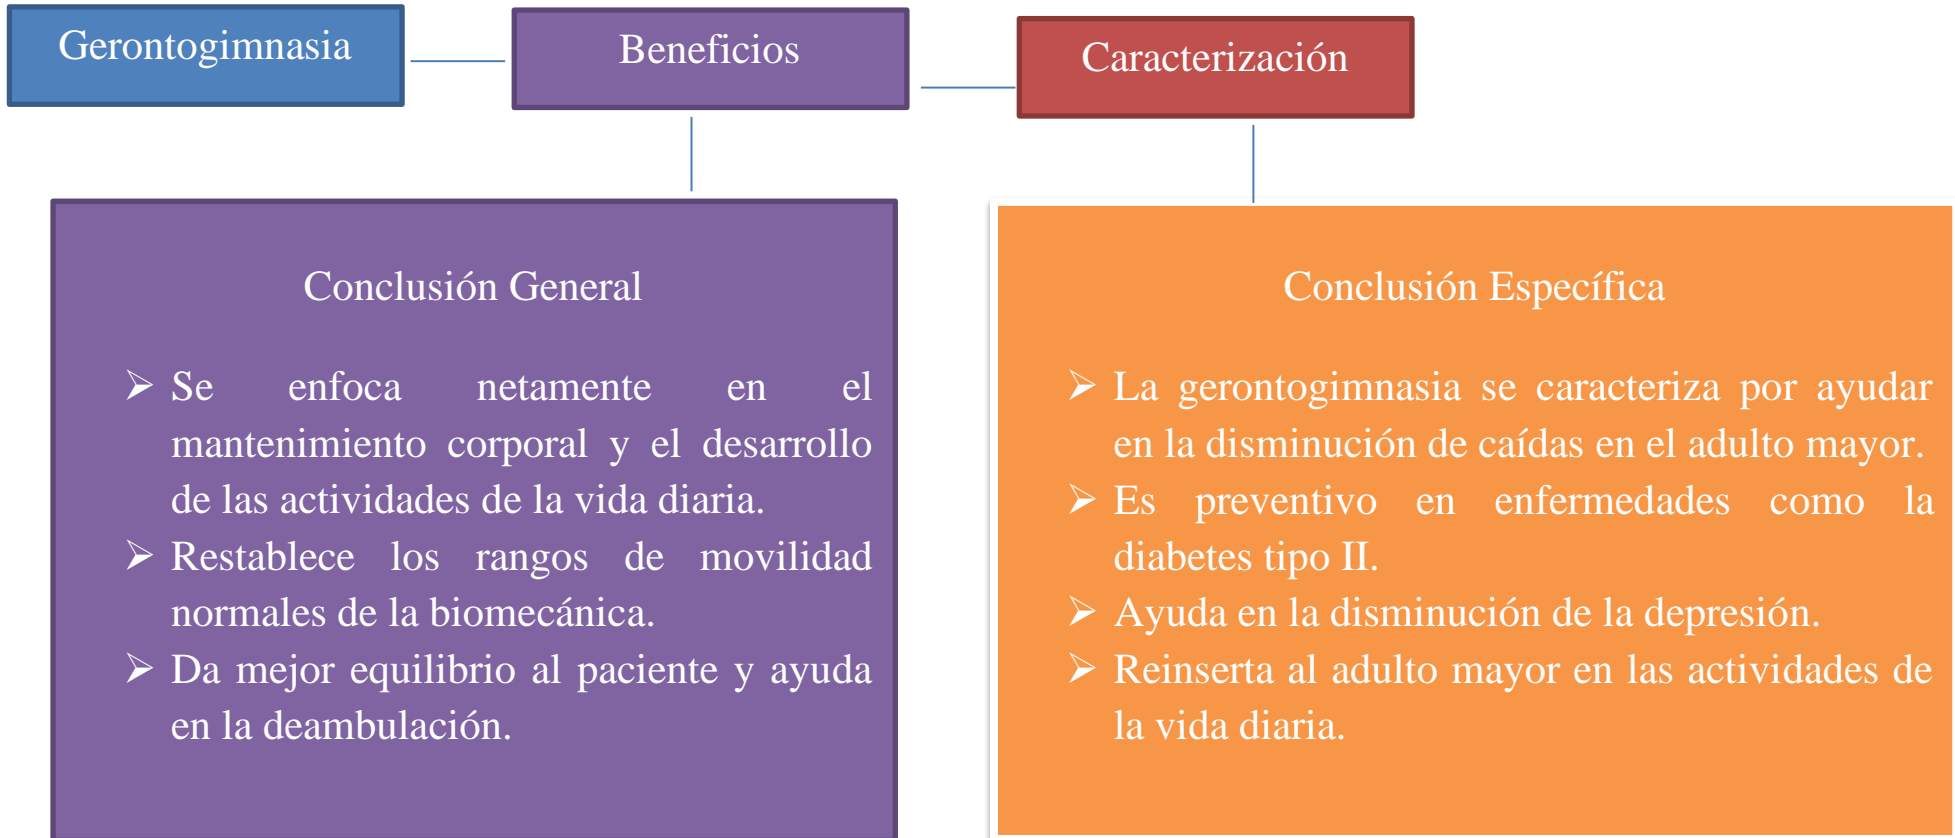 Gerontogimnasia
Beneficios
Caracterización
Conclusión General
➢ Se enfoca netamente en el
mantenimiento corporal y el desarrollo
de las actividades de la vida diaria.
➢ Restablece los rangos de movilidad
normales de la biomecánica.
➢ Da mejor equilibrio al paciente y ayuda
en la deambulación.
Conclusión Específica
➢ La gerontogimnasia se caracteriza por ayudar
en la disminución de caídas en el adulto mayor.
➢ Es preventivo en enfermedades como la
diabetes tipo II.
➢ Ayuda en la disminución de la depresión.
➢ Reinserta al adulto mayor en las actividades de
la vida diaria.